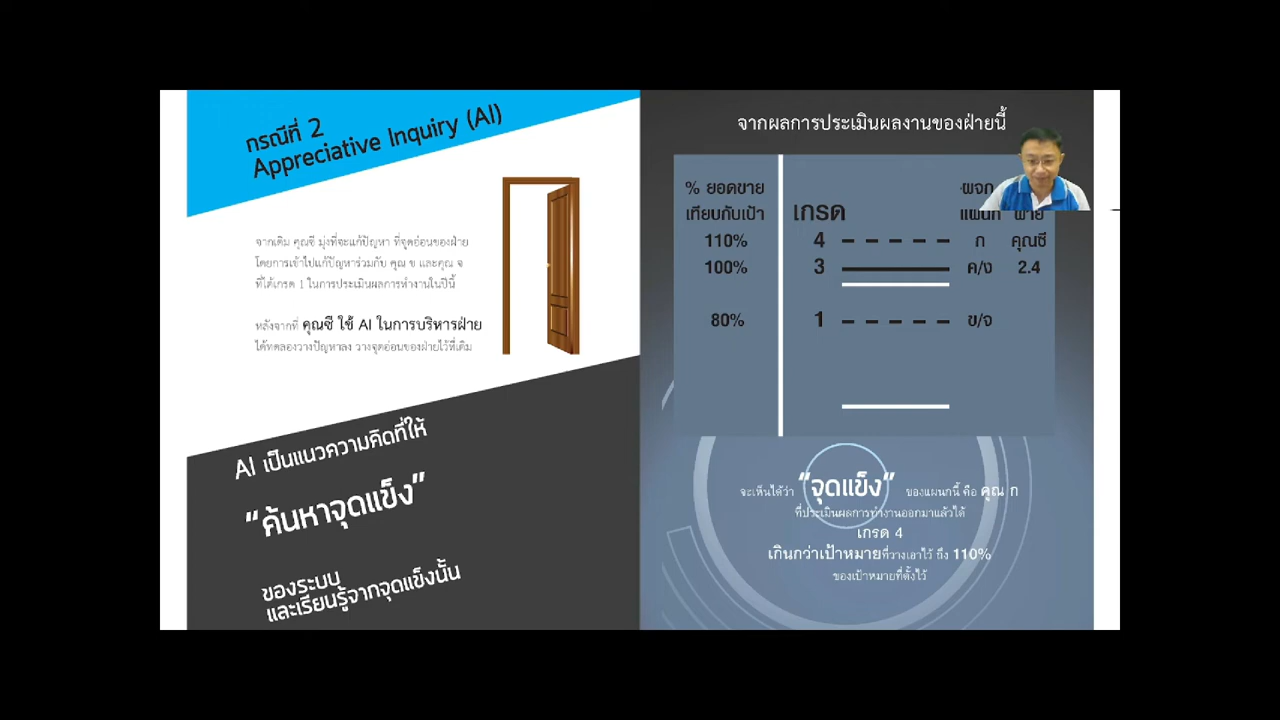 กรณีที่ 2
Appreciative Inquiry (AI)
จากเดิม คุณซี มุ่งที่จะแก้ปัญหา ที่จุดอ่อนของฝ่าย
โดยการเข้าไปแก้ปัญหาร่วมกับ คุณ ข และคุณ จ
ที่ได้เกรด 1 ในการประเมินผลการทำงานในปีนี้
หลังจากที่ คุณซี ใช้ AI ในการบริหารฝ่าย
ได้ทดลองวางปัญหาลง วางจุดอ่อนของฝ่ายไว้ที่เดิม
AI เป็นแนวความคิดที่ให้
“ค้นหาจุดแข็ง”
ของระบบ
และเรียนรู้จากจุดแข็งนั้น
จากผลการประเมินผลงานของฝ่ายนี้
% ยอดขาย ผจก
เทียบกับเป้า เกรด แผนก ฝ่าย
110% 4 ก คุณซี
100% 3 ค/ง 2.4
80% 1 ข/จ
จะเห็นได้ว่า “จุดแข็ง” ของแผนกนี้ คือ คุณ ก
ที่ประเมินผลการทำงานออกมาแล้วได้
เกรด 4
เกินกว่าเป้าหมายที่วางเอาไว้ ถึง 110%
ของเป้าหมายที่ตั้งไว้